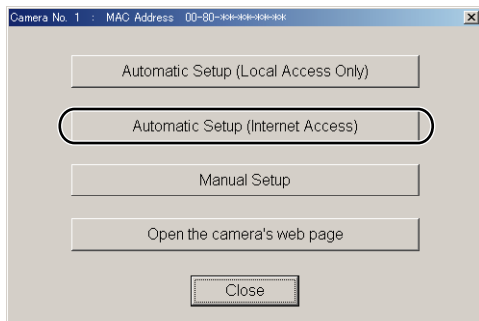 Camera No. 1 : MAC Address 00-80-**-**-**-**
Automatic Setup (Local Access Only)
Automatic Setup (Internet Access)
Manual Setup
Open the camera's web page
Close